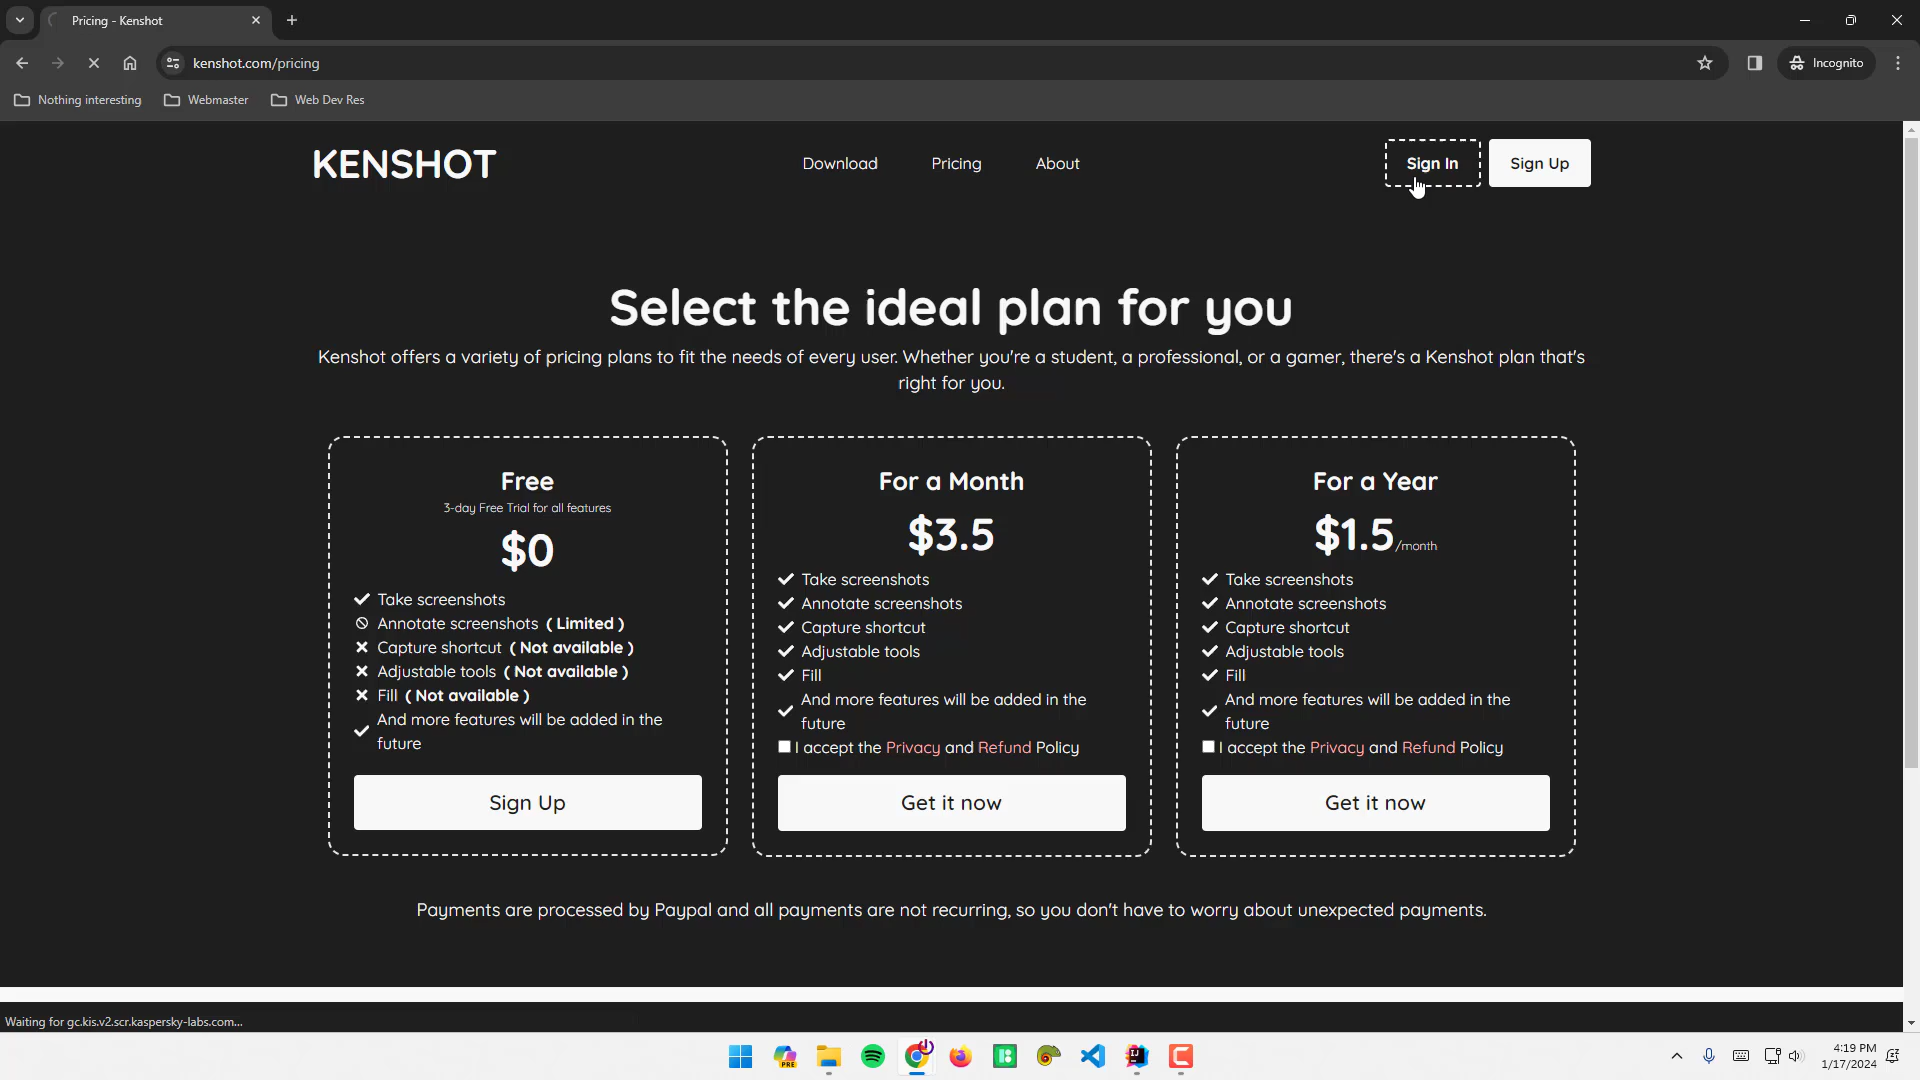 Pricing - Kenshot
kenshot.com/pricing
Incognito
Nothing interesting
Webmaster
Web Dev Res
KENSHOT
Download
Pricing
About
Sign In
Sign Up
Select the ideal plan for you
Kenshot offers a variety of pricing plans to fit the needs of every user. Whether you're a student, a professional, or a gamer, there's a Kenshot plan that's
right for you.
Free
3-day Free Trial for all features
$0
Take screenshots
Annotate screenshots ( Limited )
Capture shortcut ( Not available )
Adjustable tools ( Not available )
Fill ( Not available )
And more features will be added in the
future
Sign Up
For a Month
$3.5
Take screenshots
Annotate screenshots
Capture shortcut
Adjustable tools
Fill
And more features will be added in the
future
I accept the Privacy and Refund Policy
Get it now
For a Year
$1.5/month
Take screenshots
Annotate screenshots
Capture shortcut
Adjustable tools
Fill
And more features will be added in the
future
I accept the Privacy and Refund Policy
Get it now
Payments are processed by Paypal and all payments are not recurring, so you don't have to worry about unexpected payments.
Waiting for gc.kis.v2.scr.kaspersky-labs.com...
PRE
IJ
4:19 PM
1/17/2024